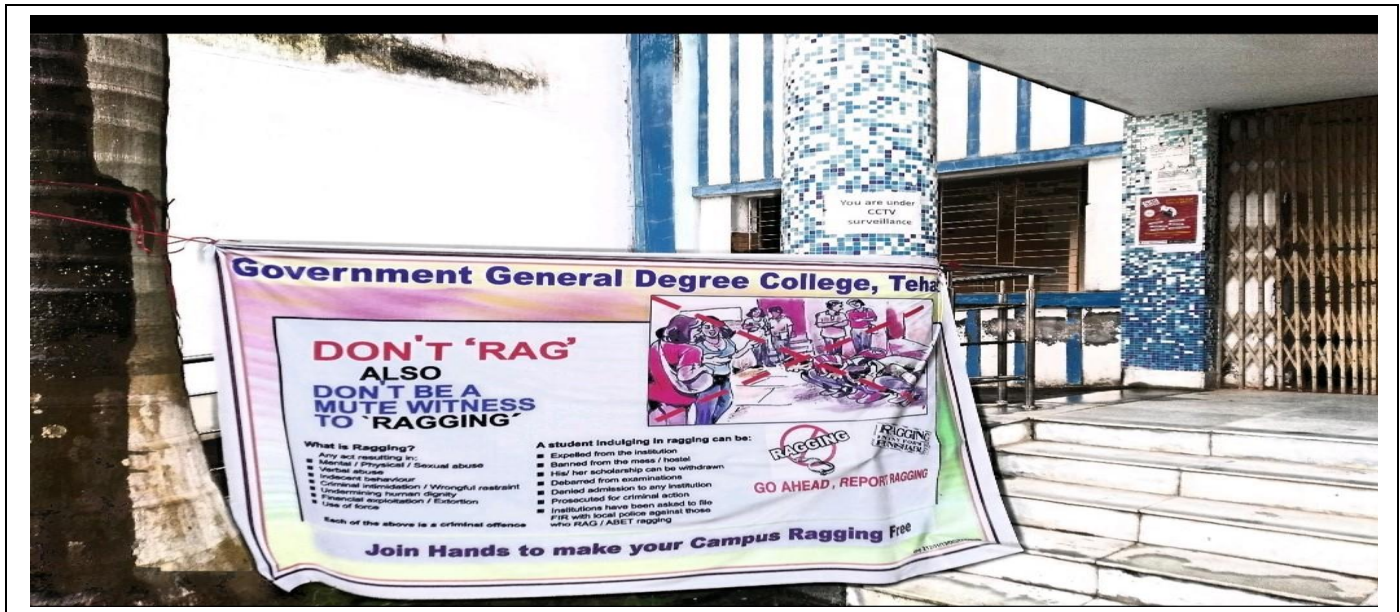 You are under
CCTV
surveillance
Government General Degree College, Teha
DON'T 'RAG'
ALSO
DON'T BE A
MUTE WITNESS
TO 'RAGGING'
What is Ragging?
Any act resulting in:
Mental / Physical / Sexual abuse
Verbal abuse
Indecent behaviour
Criminal intimidation / Wrongful restraint
Undermining human dignity
Financial exploitation / Extortion
Use of force
Each of the above is a criminal offence
A student indulging in ragging can be:
Expelled from the institution
Banned from the mess / hostel
His/ her scholarship can be withdrawn
Debarred from examinations
Denied admission to any institution
Prosecuted for criminal action
Institutions have been asked to file
FIR with local police against those
who RAG / ABET ragging
RAGGING
RAGGING
GO AHEAD, REPORT RAGGING
Join Hands to make your Campus Ragging Free